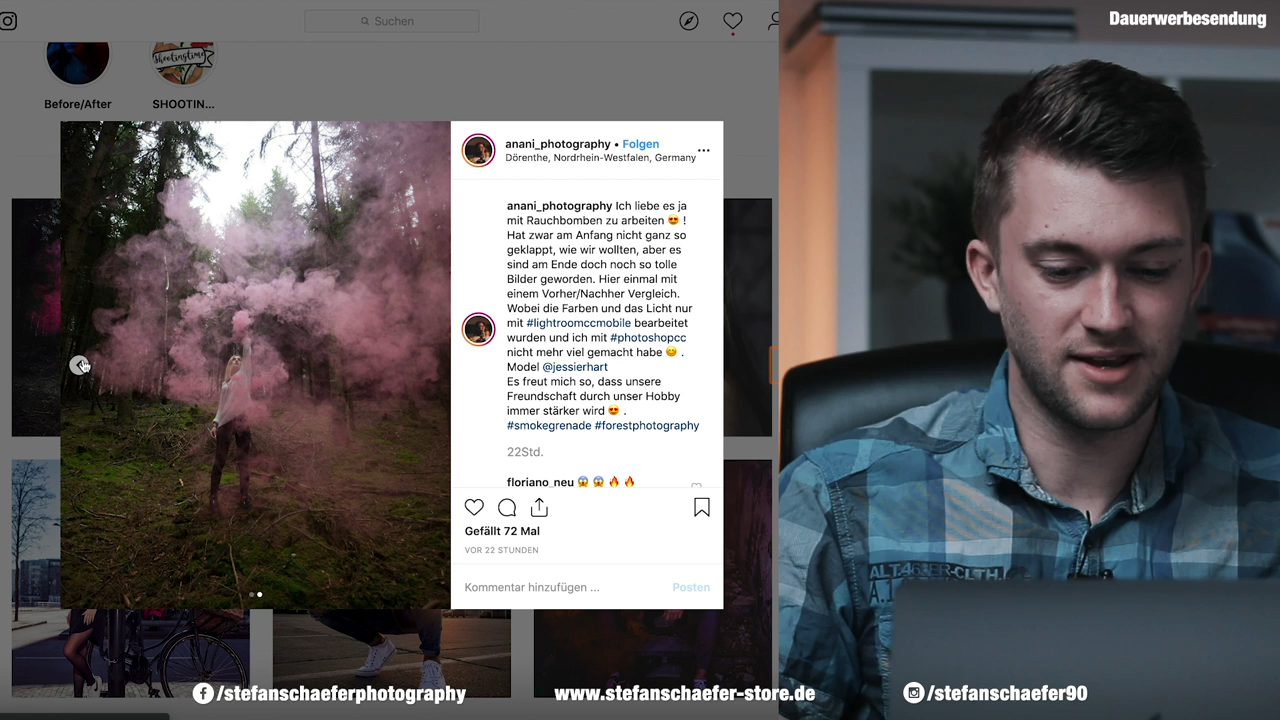 Dauerwerbesendung
Suchen
Before/After
SHOOTIN...
Shootingtime
anani_photography • Folgen
Dörenthe, Nordrhein-Westfalen, Germany
anani_photography Ich liebe es ja
mit Rauchbomben zu arbeiten 😍 !
Hat zwar am Anfang nicht ganz so
geklappt, wie wir wollten, aber es
sind am Ende doch noch so tolle
Bilder geworden. Hier einmal mit
einem Vorher/Nachher Vergleich.
Wobei die Farben und das Licht nur
mit #lightroomccmobile bearbeitet
wurden und ich mit #photoshopcc
nicht mehr viel gemacht habe 😊 .
Model @jessierhart
Es freut mich so, dass unsere
Freundschaft durch unser Hobby
immer stärker wird 😍 .
#smokegrenade #forestphotography
22Std.
floriano_neu 😱 😱 🔥 🔥
Gefällt 72 Mal
VOR 22 STUNDEN
Kommentar hinzufügen ...
Posten
/stefanschaeferphotography
www.stefanschaefer-store.de
/stefanschaefer90